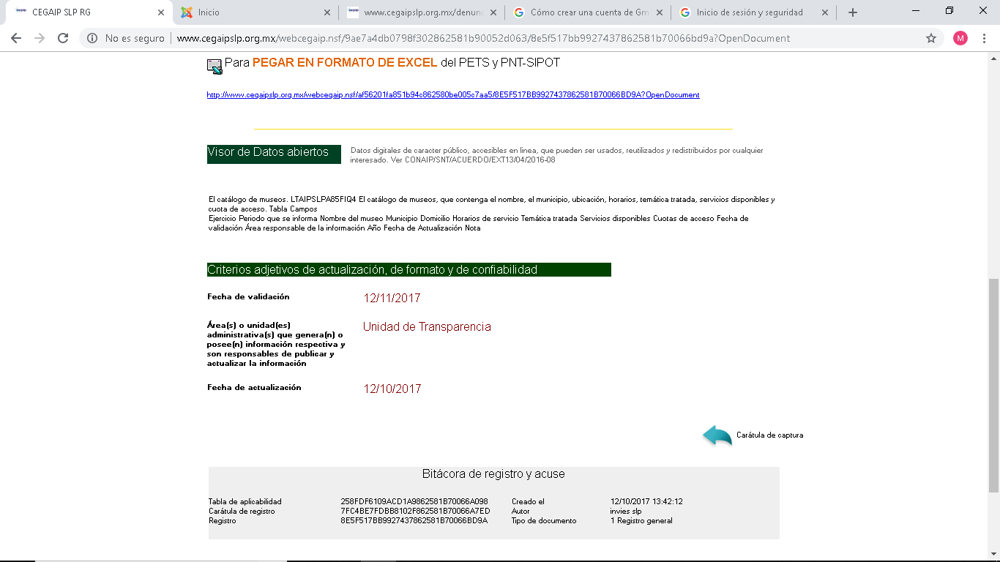 CEGAIP SLP RG
Inicio
www.cegaipslp.org.mx/denunc
Cómo crear una cuenta de Gm
Inicio de sesión y seguridad
No es seguro
www.cegaipslp.org.mx/webcegaip.nsf/9ae7a4db0798f302862581b90052d063/8e5f517bb9927437862581b70066bd9a?OpenDocument
M
Para PEGAR EN FORMATO DE EXCEL del PETS y PNT-SIPOT
http://www.cegaipslp.org.mx/webcegaip.nsf/af56201fa851b94c862580be005c7aa5/8E5F517BB9927437862581B70066BD9A?OpenDocument
Visor de Datos abiertos
Datos digitales de caracter público, accesibles en linea, que pueden ser usados, reutilizados y redistribuidos por cualquier
interesado. Ver CONAIP/SNT/ACUERDO/EXT13/04/2016-08
El catálogo de museos. LTAIPSLPA85FIQ4 El catálogo de museos, que contenga el nombre, el municipio, ubicación, horarios, temática tratada, servicios disponibles y
cuota de acceso. Tabla Campos
Ejercicio Periodo que se informa Nombre del museo Municipio Domicilio Horarios de servicio Temática tratada Servicios disponibles Cuotas de acceso Fecha de
validación Área responsable de la información Año Fecha de Actualización Nota
Criterios adjetivos de actualización, de formato y de confiabilidad
Fecha de validación 12/11/2017
Área(s) o unidad(es) Unidad de Transparencia
administrativa(s) que genera(n) o
posee(n) información respectiva y
son responsables de publicar y
actualizar la información
Fecha de actualización 12/10/2017
Carátula de captura
Bitácora de registro y acuse
Tabla de aplicabilidad 258FDF6109ACD1A9862581B70066A098 Creado el 12/10/2017 13:42:12
Carátula de registro 7FC4BE7FDBB8102F862581B70066A7ED Autor invies slp
Registro 8E5F517BB9927437862581B70066BD9A Tipo de documento 1 Registro general